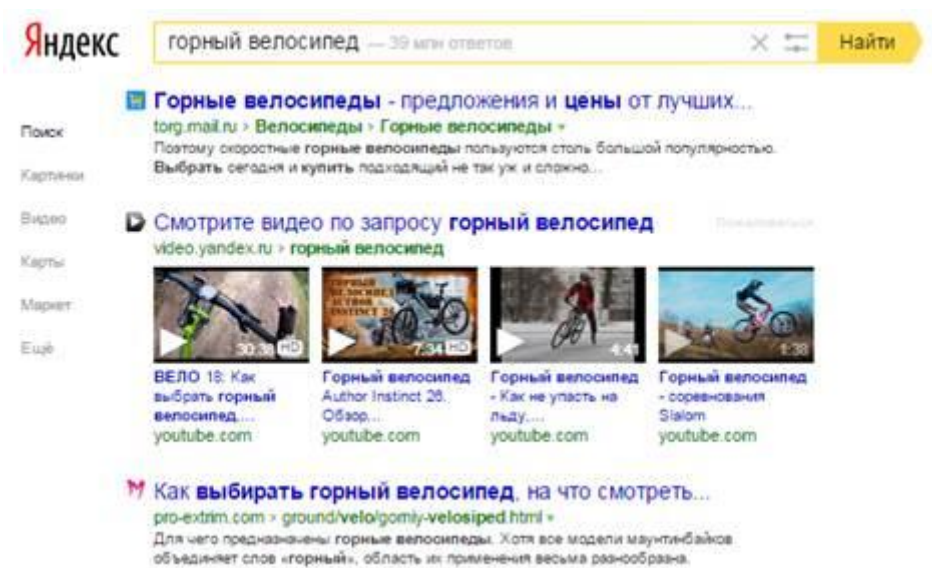 Яндекс
горный велосипед — 39 млн ответов
Найти
Поиск
Картинки
Видео
Карты
Маркет
Ещё
Горные велосипеды - предложения и цены от лучших...
torg.mail.ru › Велосипеды › Горные велосипеды
Поэтому скоростные горные велосипеды пользуются столь большой популярностью.
Выбрать сегодня и купить подходящий не так уж и сложно...
Смотрите видео по запросу горный велосипед
Пожаловаться
video.yandex.ru › горный велосипед
30:38 HD
ВЕЛО 18: Как
выбрать горный
велосипед,...
youtube.com
ГОРНЫЙ
ВЕЛОСИПЕД
AUTHOR
INSTINCT 26
7:34 HD
Горный велосипед
Author Instinct 26.
Обзор...
youtube.com
4:41
Горный велосипед
- Как не упасть на
льду,...
youtube.com
1:38
Горный велосипед
- соревнования
Slalom
youtube.com
Как выбирать горный велосипед, на что смотреть...
pro-extrim.com › ground/velo/gorniy-velosiped.html
Для чего предназначены горные велосипеды. Хотя все модели маунтинбайков
объединяет слов «горный», область их применения весьма разнообразна.